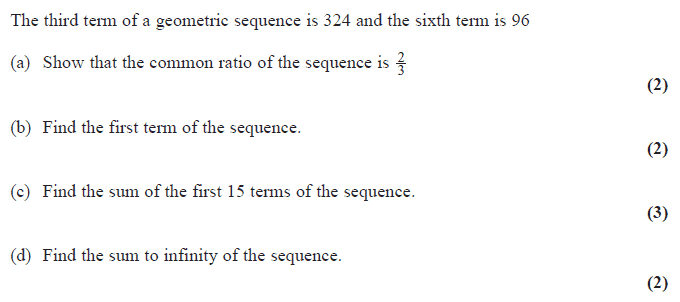 The third term of a geometric sequence is 324 and the sixth term is 96
(a) Show that the common ratio of the sequence is 2/3
(2)
(b) Find the first term of the sequence.
(2)
(c) Find the sum of the first 15 terms of the sequence.
(3)
(d) Find the sum to infinity of the sequence.
(2)